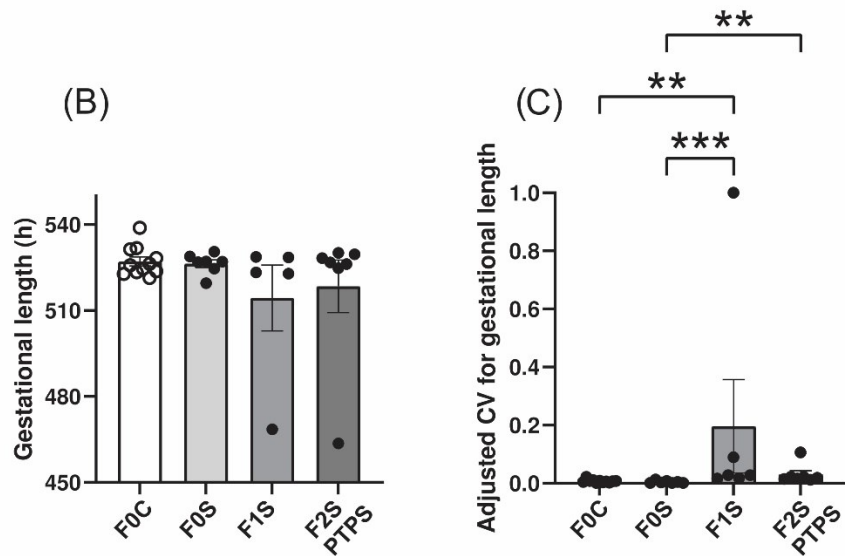 (B)
Gestational length (h)
540
510
480
450
F0C
F0S
F1S
F2S
PTPS
(C)
**
**
***
Adjusted CV for gestational length
1.0
0.8
0.6
0.4
0.2
0.0
F0C
F0S
F1S
F2S
PTPS